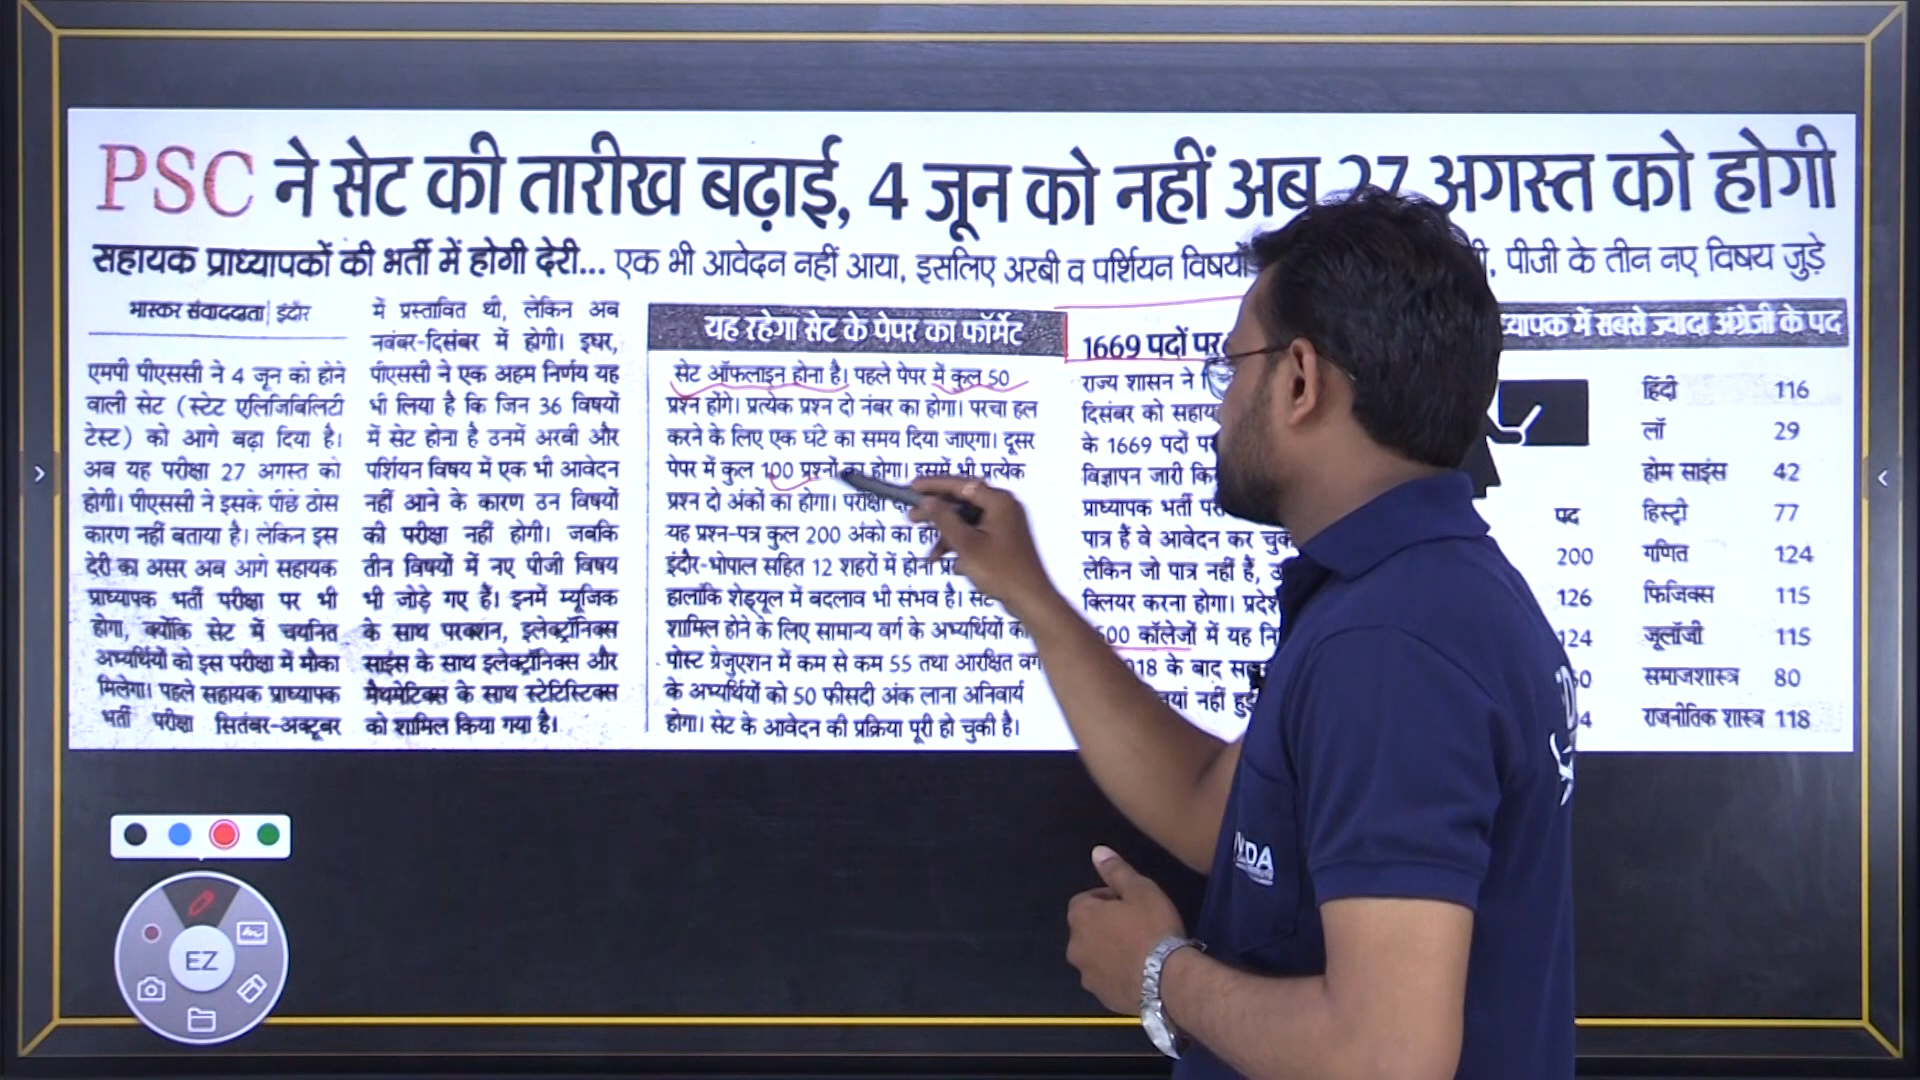 PSC ने सेट की तारीख बढ़ाई, 4 जून को नहीं अब 27 अगस्त को होगी
सहायक प्राध्यापकों की भर्ती में होगी देरी... एक भी आवेदन नहीं आया, इसलिए अरबी व पर्शियन विषयों
पीजी के तीन नए विषय जुड़े
भास्कर संवाददाता | इंदौर
एमपी पीएससी ने 4 जून को होने
वाली सेट (स्टेट एलिजिबिलिटी
टेस्ट) को आगे बढ़ा दिया है।
अब यह परीक्षा 27 अगस्त को
होगी। पीएससी ने इसके पीछे ठोस
कारण नहीं बताया है। लेकिन इस
देरी का असर अब आगे सहायक
प्राध्यापक भर्ती परीक्षा पर भी
होगा, क्योंकि सेट में चयनित
अभ्यर्थियों को इस परीक्षा में मौका
मिलेगा। पहले सहायक प्राध्यापक
भर्ती परीक्षा सितंबर-अक्टूबर
में प्रस्तावित थी, लेकिन अब
नवंबर-दिसंबर में होगी। इधर,
पीएससी ने एक अहम निर्णय यह
भी लिया है कि जिन 36 विषयों
में सेट होना है उनमें अरबी और
पर्शियन विषय में एक भी आवेदन
नहीं आने के कारण उन विषयों
की परीक्षा नहीं होगी। जबकि
तीन विषयों में नए पीजी विषय
भी जोड़े गए हैं। इनमें म्यूजिक
के साथ परक्शन, इलेक्ट्रॉनिक्स
साइंस के साथ इलेक्ट्रॉनिक्स और
मैथमेटिक्स के साथ स्टेटिस्टिक्स
को शामिल किया गया है।
यह रहेगा सेट के पेपर का फॉर्मेट
सेट ऑफलाइन होना है। पहले पेपर में कुल 50
प्रश्न होंगे। प्रत्येक प्रश्न दो नंबर का होगा। परचा हल
करने के लिए एक घंटे का समय दिया जाएगा। दूसरे
पेपर में कुल 100 प्रश्नों का होगा। इसमें भी प्रत्येक
प्रश्न दो अंकों का होगा। परीक्षा
यह प्रश्न-पत्र कुल 200 अंको का
इंदौर-भोपाल सहित 12 शहरों में होना
हालांकि शेड्यूल में बदलाव भी संभव है।
शामिल होने के लिए सामान्य वर्ग के अभ्यर्थियों
पोस्ट ग्रेजुएशन में कम से कम 55 तथा आरक्षित वर्ग
के अभ्यर्थियों को 50 फीसदी अंक लाना अनिवार्य
होगा। सेट के आवेदन की प्रक्रिया पूरी हो चुकी है।
1669 पदों पर
राज्य शासन ने
दिसंबर को
के 1669 पदों
विज्ञापन जारी
प्राध्यापक भर्ती
पात्र हैं वे आवेदन कर
लेकिन जो पात्र नहीं हैं,
क्लियर करना होगा।
कॉलेजों में यह
के बाद
नहीं
में सबसे ज्यादा अंग्रेजी के पद
पद
200
126
124
हिंदी 116
लॉ 29
होम साइंस 42
हिस्ट्री 77
गणित 124
फिजिक्स 115
जूलॉजी 115
समाजशास्त्र 80
राजनीतिक शास्त्र 118
EZ